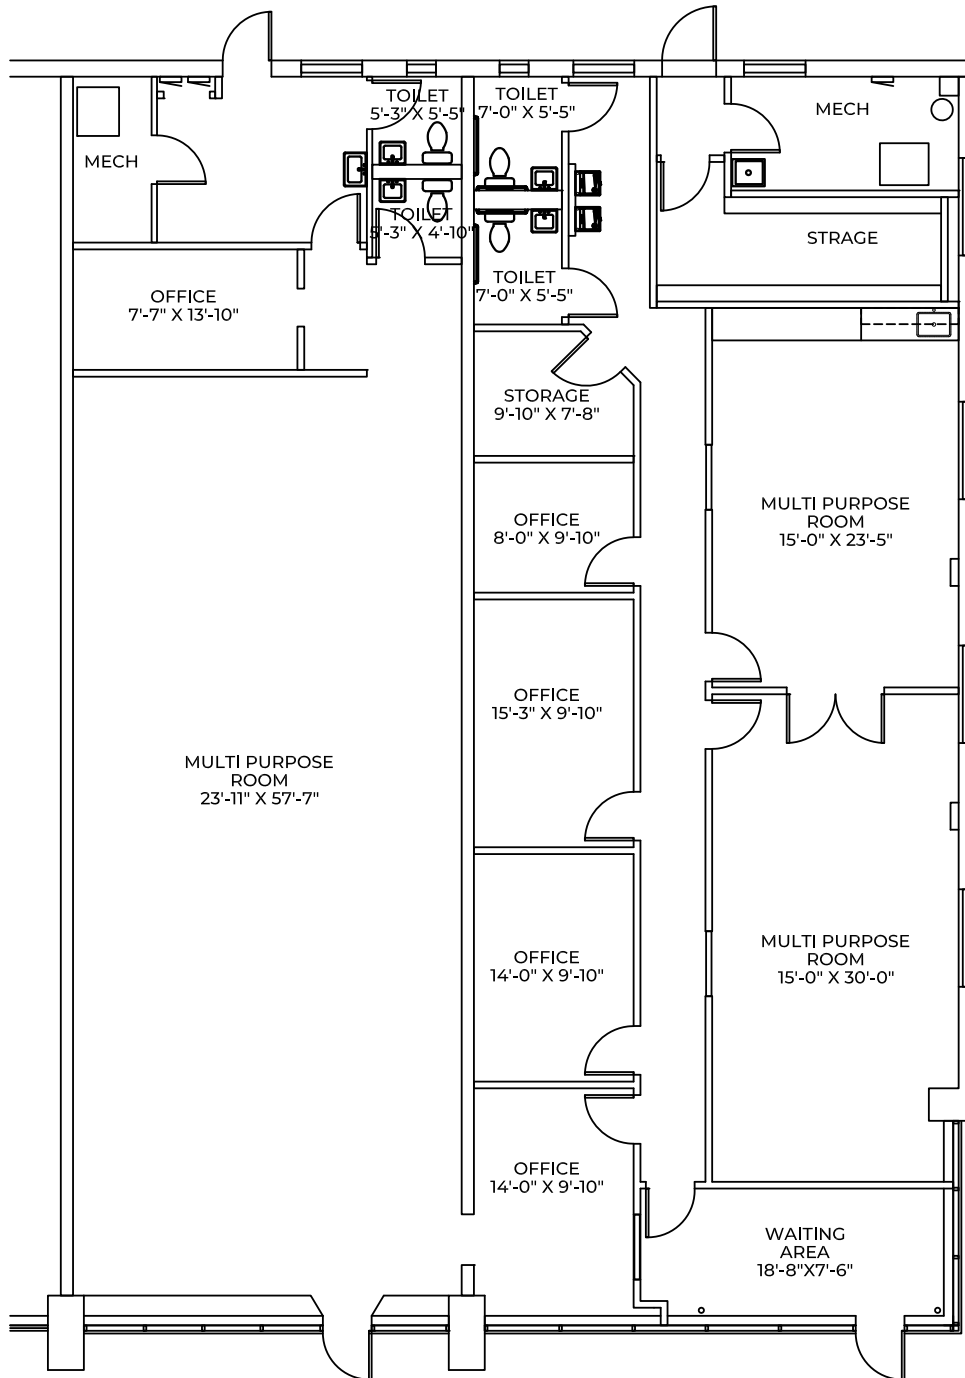 TOILET
5'-3" X 5'-5"
TOILET
7'-0" X 5'-5"
MECH
MECH
TOILET
5'-3" X 4'-10"
STRAGE
TOILET
7'-0" X 5'-5"
OFFICE
7'-7" X 13'-10"
STORAGE
9'-10" X 7'-8"
OFFICE
8'-0" X 9'-10"
MULTI PURPOSE
ROOM
15'-0" X 23'-5"
OFFICE
15'-3" X 9'-10"
MULTI PURPOSE
ROOM
23'-11" X 57'-7"
OFFICE
14'-0" X 9'-10"
MULTI PURPOSE
ROOM
15'-0" X 30'-0"
OFFICE
14'-0" X 9'-10"
WAITING
AREA
18'-8"X7'-6"